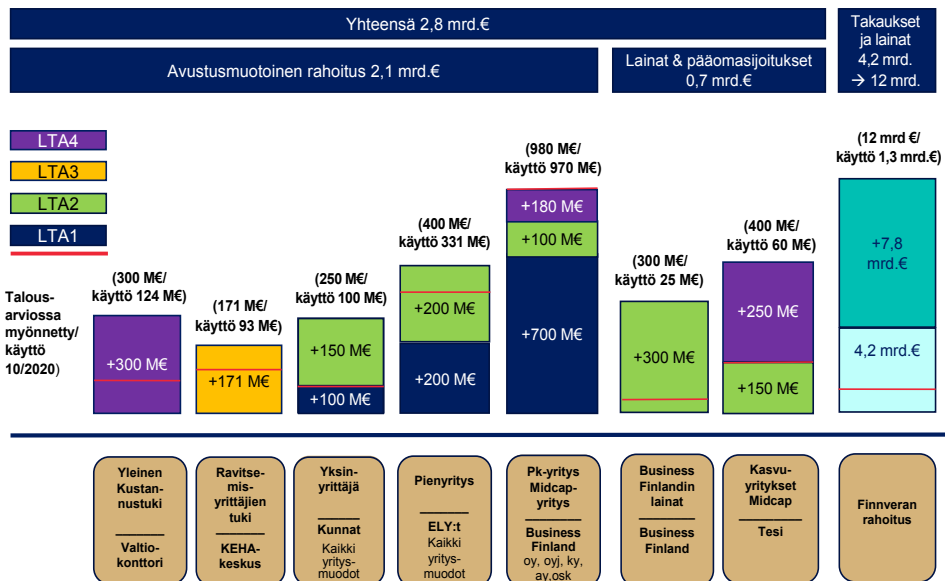 Yhteensä 2,8 mrd.€
Avustusmuotoinen rahoitus 2,1 mrd.€
Lainat & pääomasijoitukset
0,7 mrd.€
Takaukset
ja lainat
4,2 mrd.
→ 12 mrd.
LTA4
LTA3
LTA2
LTA1
Talous-
arviossa
myönnetty/
käyttö
10/2020)
(300 M€/
käyttö 124 M€)
+300 M€
(171 M€/
käyttö 93 M€)
+171 M€
(250 M€/
käyttö 100 M€)
+150 M€
+100 M€
(400 M€/
käyttö 331 M€)
+200 M€
+200 M€
(980 M€/
käyttö 970 M€)
+180 M€
+100 M€
+700 M€
(300 M€/
käyttö 25 M€)
+300 M€
(400 M€/
käyttö 60 M€)
+250 M€
+150 M€
(12 mrd €/
käyttö 1,3 mrd.€)
+7,8
mrd.€
4,2 mrd.€
Yleinen
Kustan-
nustuki
Valtio-
konttori
Ravitse-
mis-
yrittäjien
tuki
KEHA-
keskus
Yksin-
yrittäjä
Kunnat
Kaikki
yritys-
muodot
Pienyritys
ELY:t
Kaikki
yritys-
muodot
Pk-yritys
Midcap-
yritys
Business
Finland
oy, oyj, ky,
ay,osk
Business
Finlandin
lainat
Business
Finland
Kasvu-
yritykset
Midcap
Tesi
Finnveran
rahoitus